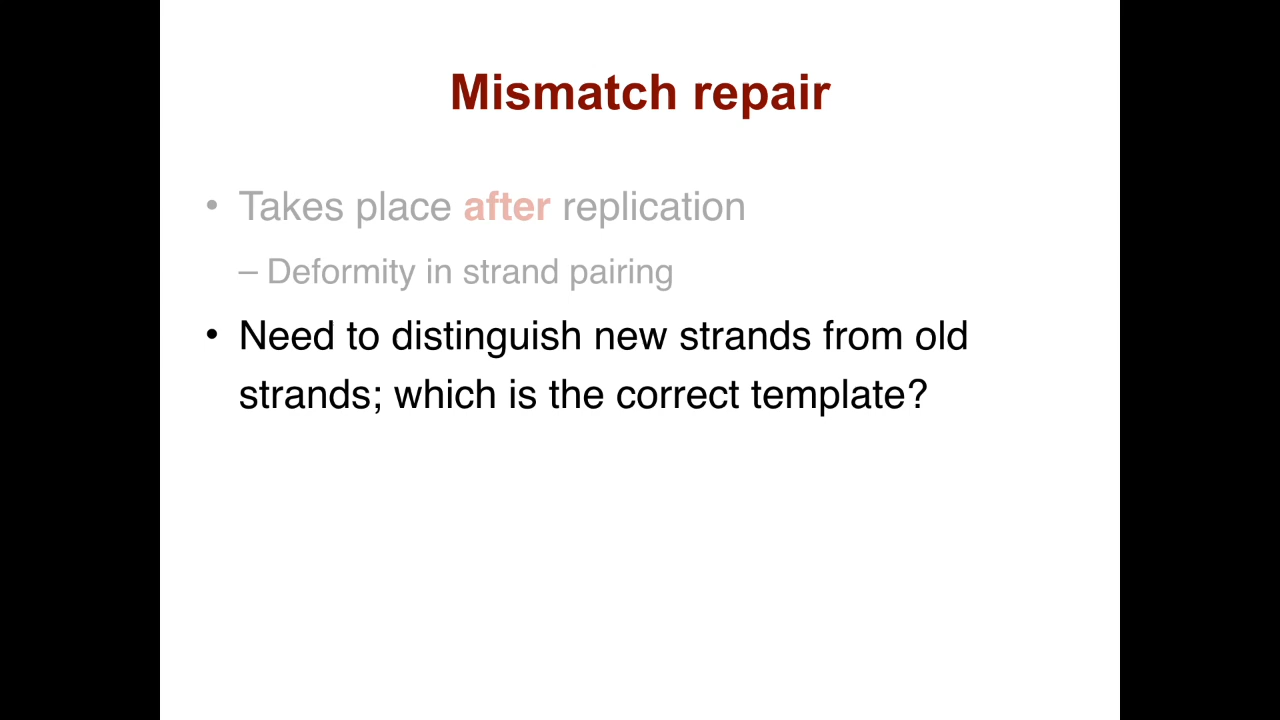 Mismatch repair
• Takes place after replication
– Deformity in strand pairing
• Need to distinguish new strands from old
strands; which is the correct template?